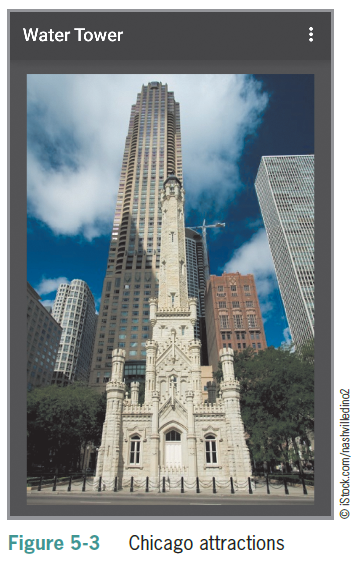 Water Tower
© iStock.com/nashvilledino2
Figure 5-3 Chicago attractions